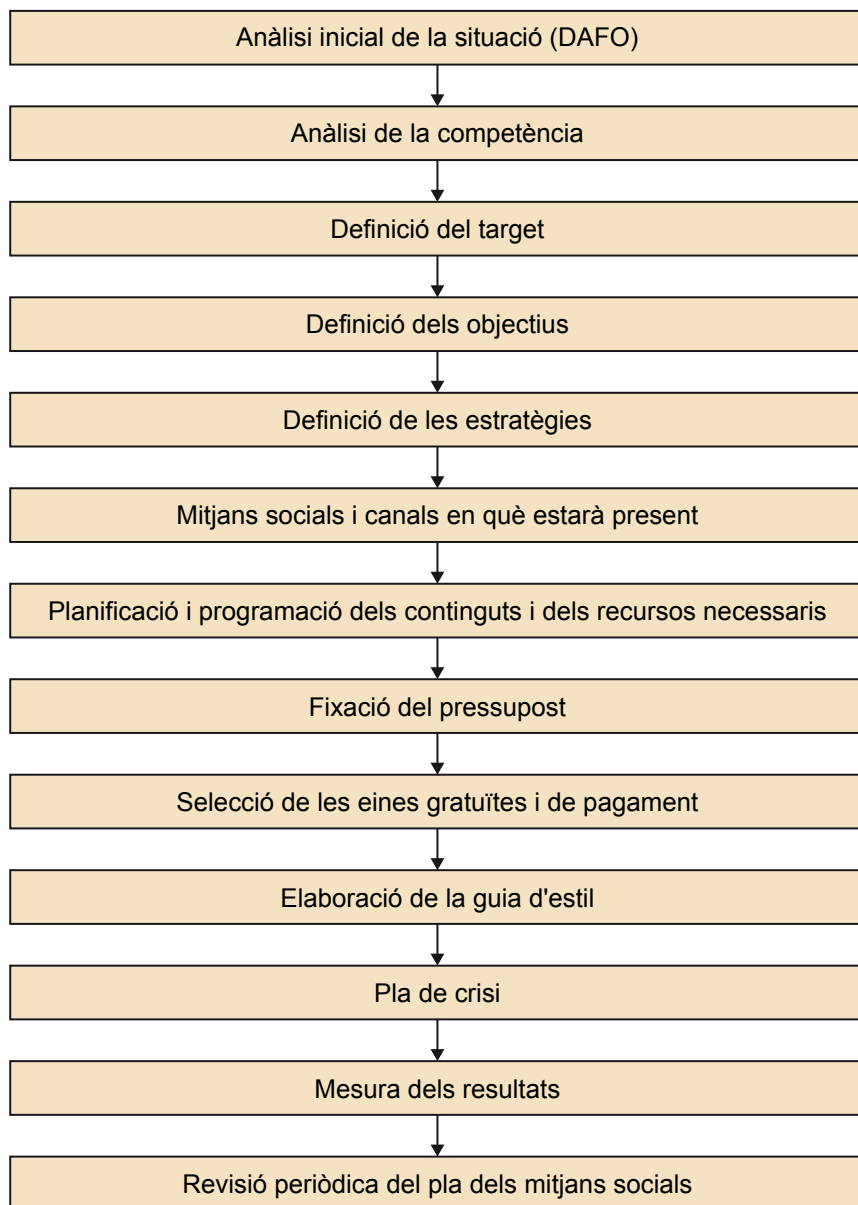 Anàlisi inicial de la situació (DAFO)
Anàlisi de la competència
Definició del target
Definició dels objectius
Definició de les estratègies
Mitjans socials i canals en què estarà present
Planificació i programació dels continguts i dels recursos necessaris
Fixació del pressupost
Selecció de les eines gratuïtes i de pagament
Elaboració de la guia d'estil
Pla de crisi
Mesura dels resultats
Revisió periòdica del pla dels mitjans socials